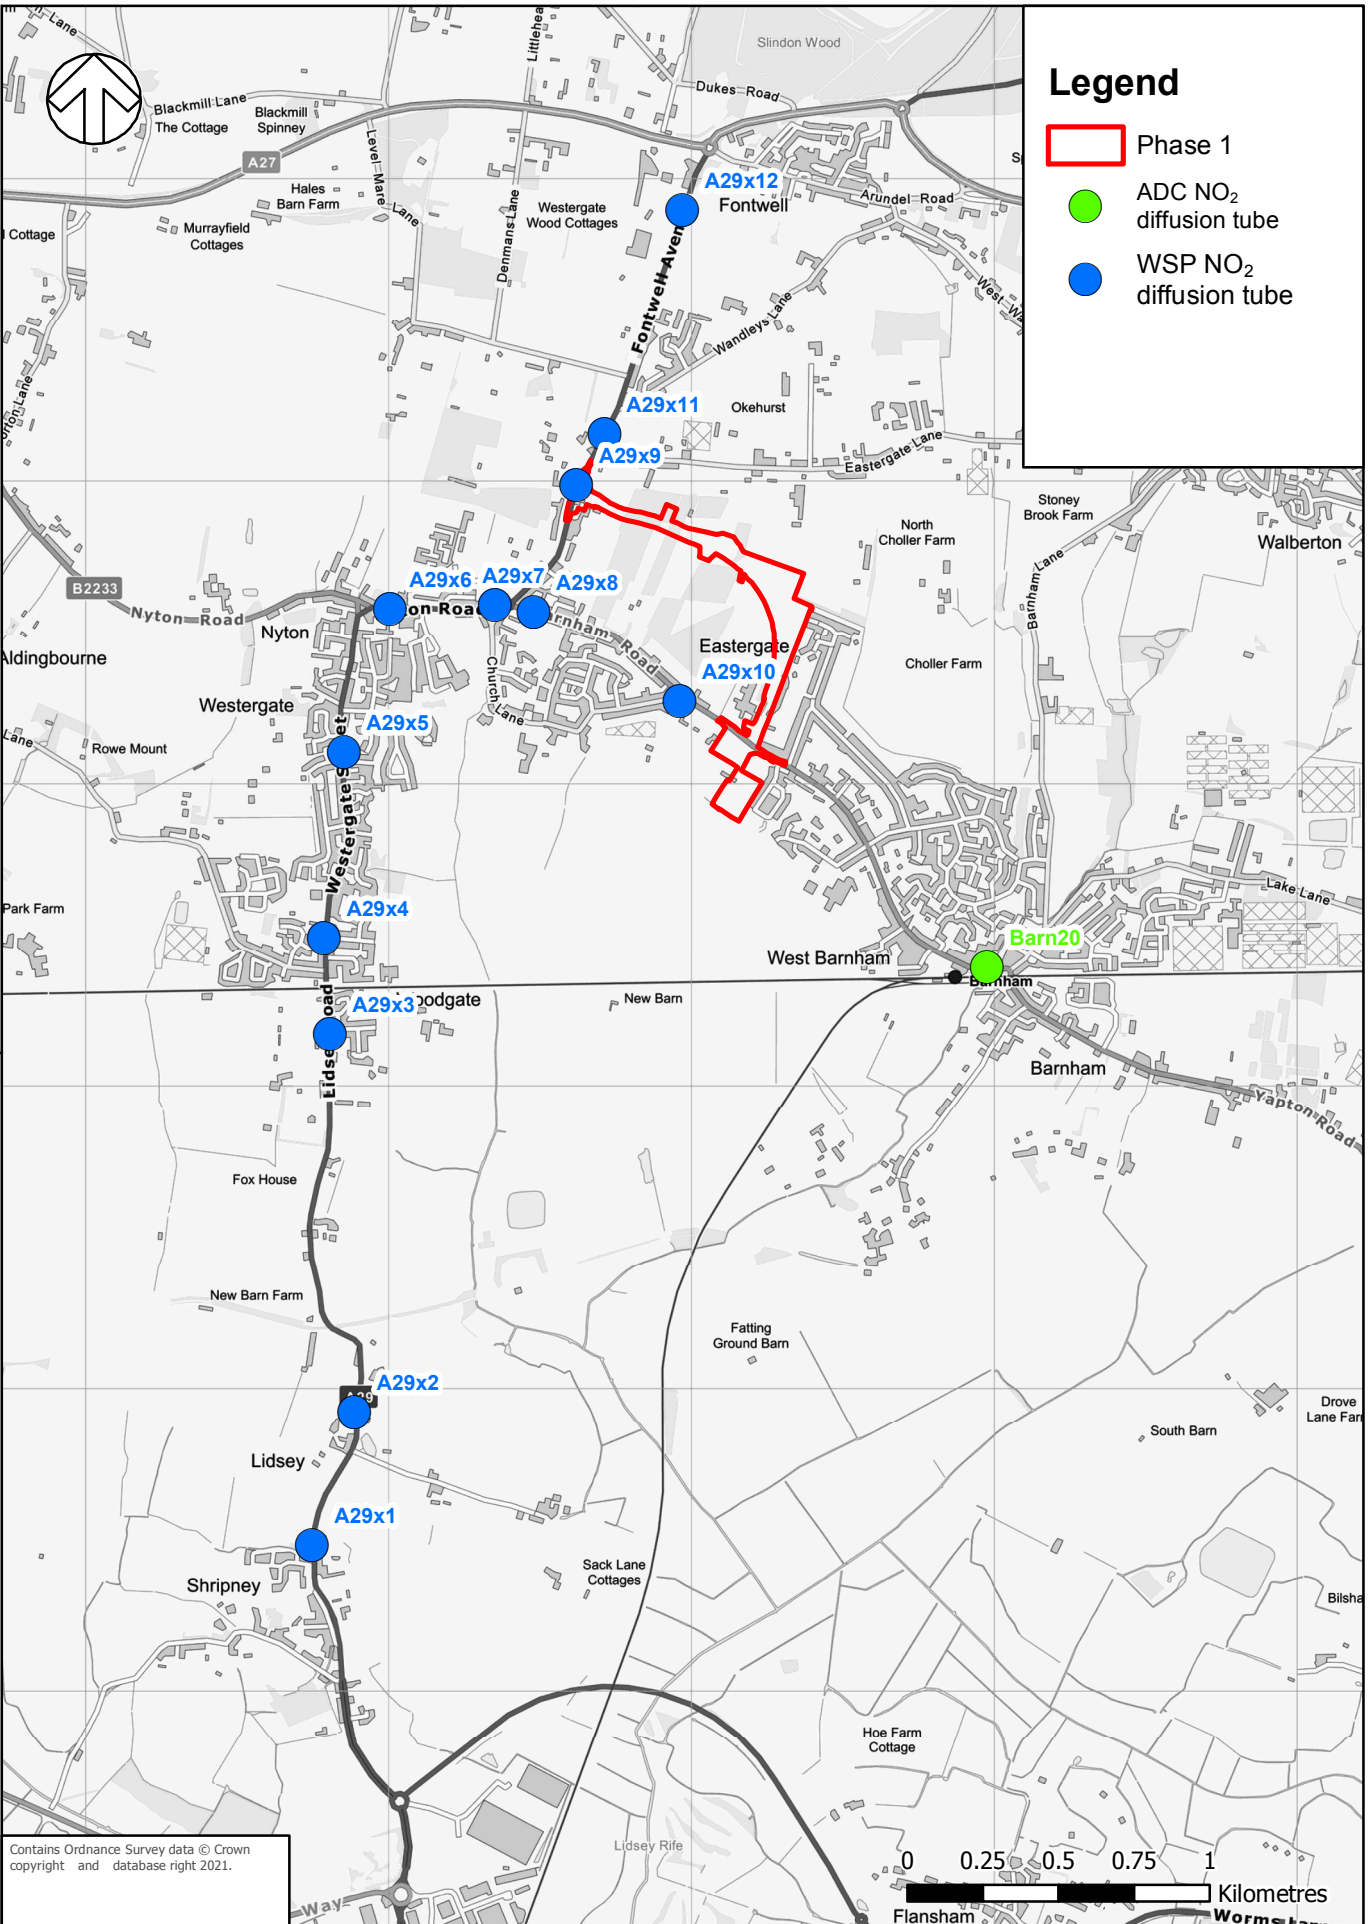 Lane
Blackmill Lane
The Cottage
Blackmill
Spinney
A27
Level Mare Lane
Hales
Barn Farm
Murrayfield
Cottages
Cottage
Denmans Lane
Westergate
Wood Cottages
Slindon Wood
Dukes Road
A29x12
Fontwell
Arundel Road
Wandleys Lane
Legend
Phase 1
ADC NO₂
diffusion tube
WSP NO₂
diffusion tube
A29x11
Okehurst
A29x9
Eastergate Lane
Stoney
Brook Farm
North
Choller Farm
Walberton
Barnham Lane
B2233
Nyton Road
Nyton
Aldingbourne
A29x6
A29x7
A29x8
Road
Church Lane
Eastergate
A29x10
Choller Farm
Westergate
A29x5
Lane
Rowe Mount
Park Farm
A29x4
Lake Lane
West Barnham
Barn20
Barnham
A29x3
New Barn
Barnham
Yapton Road
Fox House
New Barn Farm
Fatting
Ground Barn
A29x2
Lidsey
Drove
South Barn
A29x1
Shripney
Sack Lane
Cottages
Hoe Farm
Cottage
Lidsey Rife
Contains Ordnance Survey data © Crown
copyright and database right 2021.
Way
0 0.25 0.5 0.75 1
Kilometres
Flansham